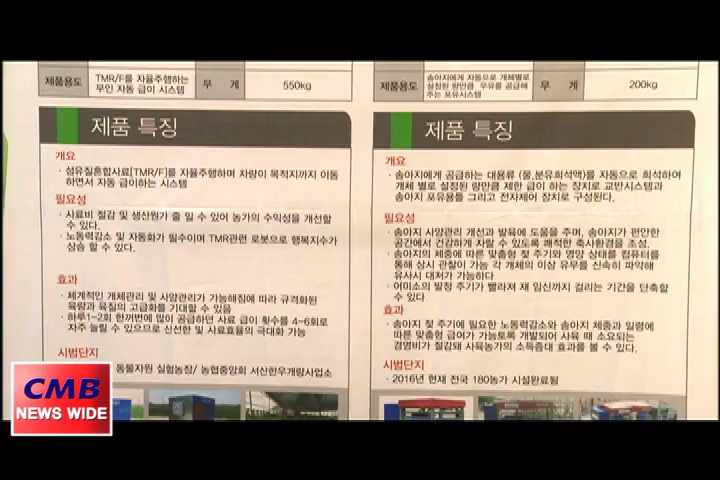 제품용도
TMR/F를 자율주행하는
무인 자동 급이 시스템
무 게
550kg
제품 특징
개요
· 섬유질혼합사료[TMR/F]를 자율주행하며 차량이 목적지까지 이동
하면서 자동 급이하는 시스템
필요성
· 사료비 절감 및 생산원가 줄 일 수 있어 농가의 수익성을 개선할
수 있다.
· 노동력감소 및 자동화가 필수이며 TMR관련 로봇으로 행복지수가
상승 할 수 있다.
효과
· 체계적인 개체관리 및 사양관리가 가능해짐에 따라 규격화된
육량과 육질의 고급화를 기대할 수 있음
· 하루1~2회 한꺼번에 많이 공급하던 사료 급이 횟수를 4~6회로
자주 늘릴 수 있으므로 신선한 및 사료효율의 극대화 가능
시범단지
동물자원 실험농장/ 농협중앙회 서산한우개량사업소
제품용도
송아지에게 자동으로 개체별로
설정된 량만큼 우유를 공급해
주는 포유시스템
무 게
200kg
제품 특징
개요
· 송아지에게 공급하는 대용류 (물,분유희석액)를 자동으로 희석하여
개체 별로 설정된 량만큼 제한 급이 하는 장치로 교반시스템과
송아지 포유용틀 그리고 전자제어 장치로 구성된다.
필요성
· 송아지 사양관리 개선과 발육에 도움을 주며, 송아지가 편안한
공간에서 건강하게 자랄 수 있도록 쾌적한 축사환경을 조성.
· 송아지의 체중에 따른 맞춤형 젖 주기와 영양 상태를 컴퓨터를
통해 상시 관찰이 가능 각 개체의 이상 유무를 신속히 파악해
유사시 대처가 가능하다
· 어미소의 발정 주기가 빨라져 재 임신까지 걸리는 기간을 단축할
수 있다
효과
· 송아지 젖 주기에 필요한 노동력감소와 송아지 체중과 일령에
따른 맞춤형 급여가 가능토록 개발되어 사육 때 소요되는
경영비가 절감돼 사육농가의 소득증대 효과를 볼 수 있다.
시범단지
· 2016년 현재 전국 180농가 시설완료됨
CMB
NEWS WIDE